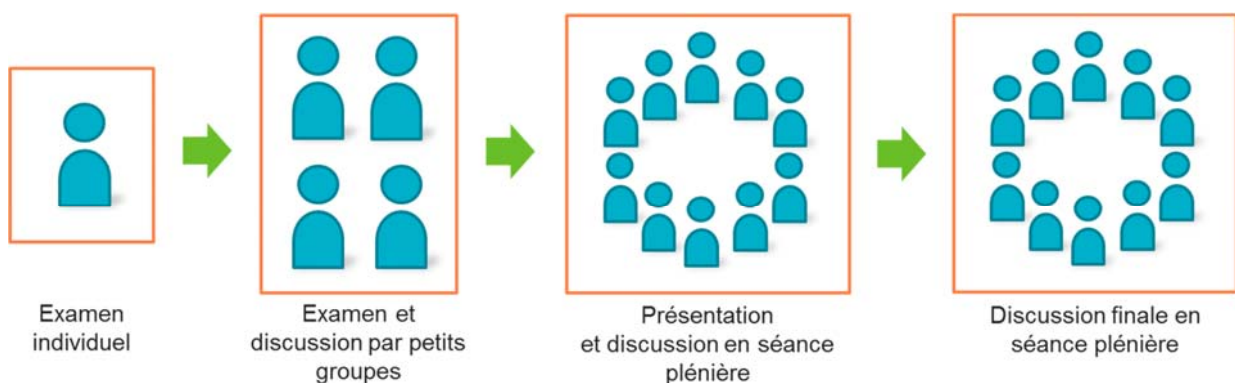 Examen
individuel
Examen et
discussion par petits
groupes
Présentation
et discussion en séance
plénière
Discussion finale en
séance plénière